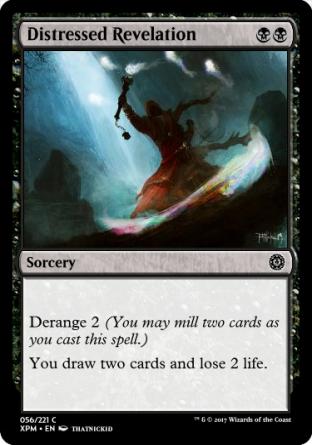 Distressed Revelation
Sorcery
Derange 2 (You may mill two cards as
you cast this spell.)
You draw two cards and lose 2 life.
056/221 C
XPM • EN THATNICKID
™ & © 2017 Wizards of the Coast